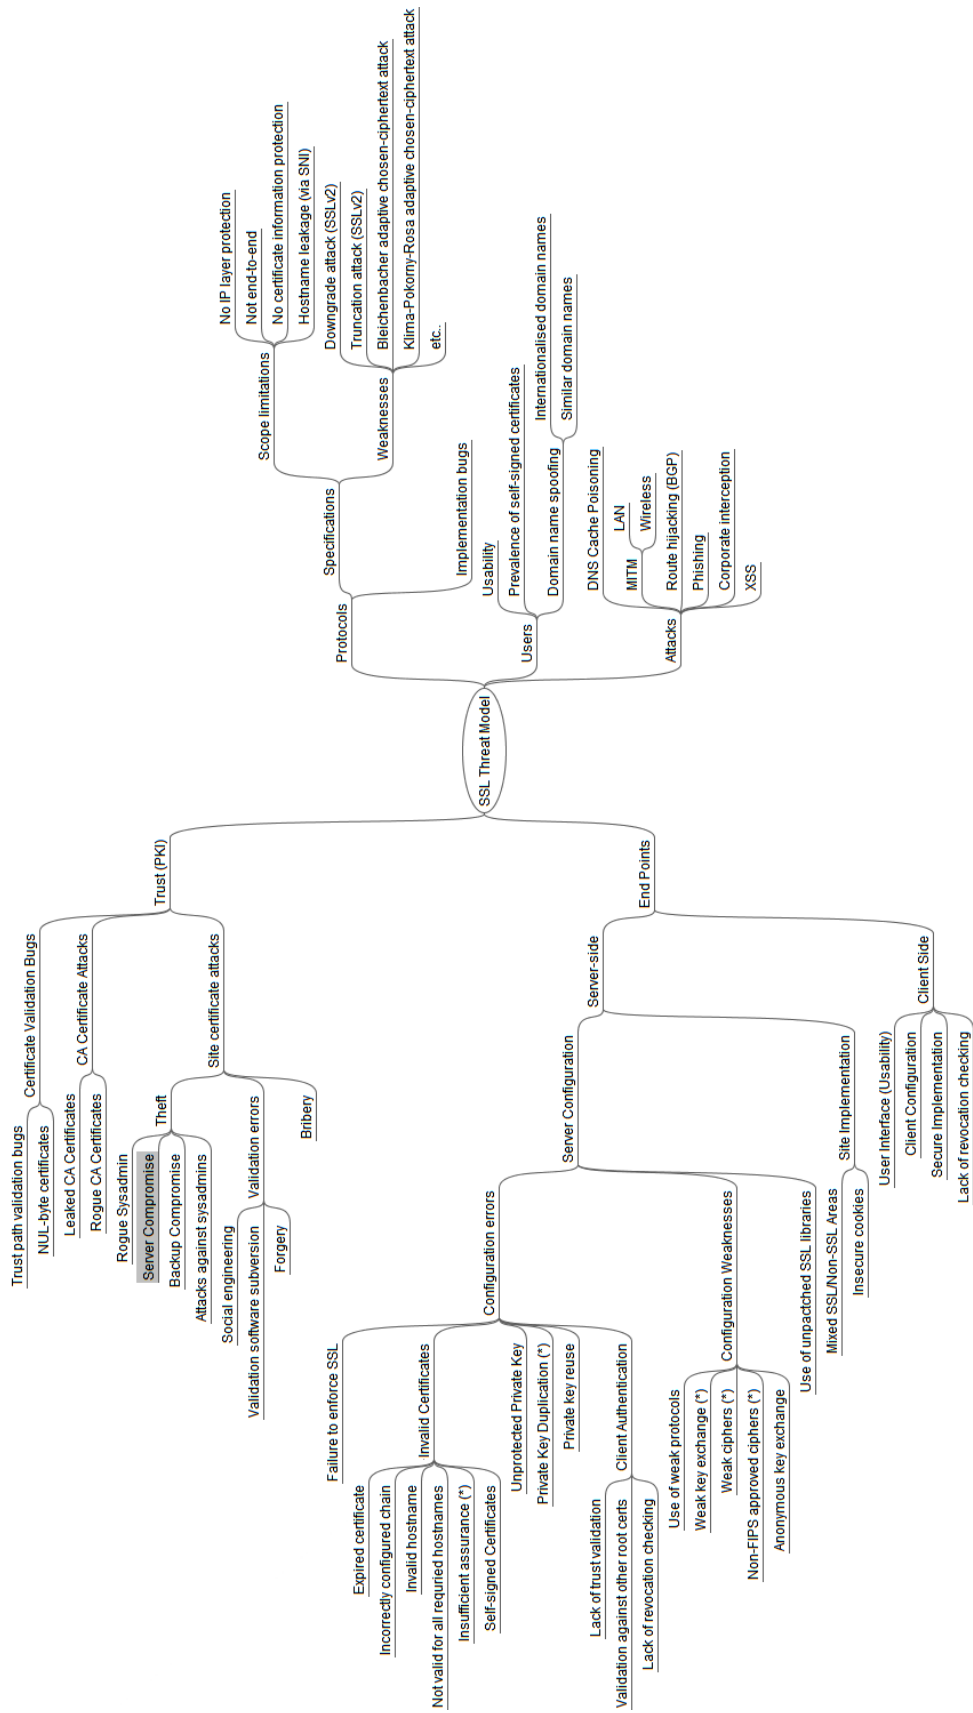 SSL Threat Model
Protocols
Specifications
Scope limitations
No IP layer protection
Not end-to-end
No certificate information protection
Hostname leakage (via SNI)
Weaknesses
Downgrade attack (SSLv2)
Truncation attack (SSLv2)
Bleichenbacher adaptive chosen-ciphertext attack
Klima-Pokorny-Rosa adaptive chosen-ciphertext attack
etc..
Implementation bugs
Users
Usability
Prevalence of self-signed certificates
Domain name spoofing
Internationalised domain names
Similar domain names
Attacks
DNS Cache Poisoning
MITM
LAN
Wireless
Route hijacking (BGP)
Phishing
Corporate interception
XSS
Trust (PKI)
Certificate Validation Bugs
Trust path validation bugs
NUL-byte certificates
CA Certificate Attacks
Leaked CA Certificates
Rogue CA Certificates
Site certificate attacks
Theft
Rogue Sysadmin
Server Compromise
Backup Compromise
Attacks against sysadmins
Validation errors
Social engineering
Validation software subversion
Forgery
Bribery
End Points
Server-side
Server Configuration
Configuration errors
Failure to enforce SSL
Invalid Certificates
Expired certificate
Incorrectly configured chain
Invalid hostname
Not valid for all requried hostnames
Insufficient assurance (*)
Self-signed Certificates
Unprotected Private Key
Private Key Duplication (*)
Private key reuse
Client Authentication
Lack of trust validation
Validation against other root certs
Lack of revocation checking
Configuration Weaknesses
Use of weak protocols
Weak key exchange (*)
Weak ciphers (*)
Non-FIPS approved ciphers (*)
Anonymous key exchange
Use of unpactched SSL libraries
Site Implementation
Mixed SSL/Non-SSL Areas
Insecure cookies
Client Side
User Interface (Usability)
Client Configuration
Secure Implementation
Lack of revocation checking